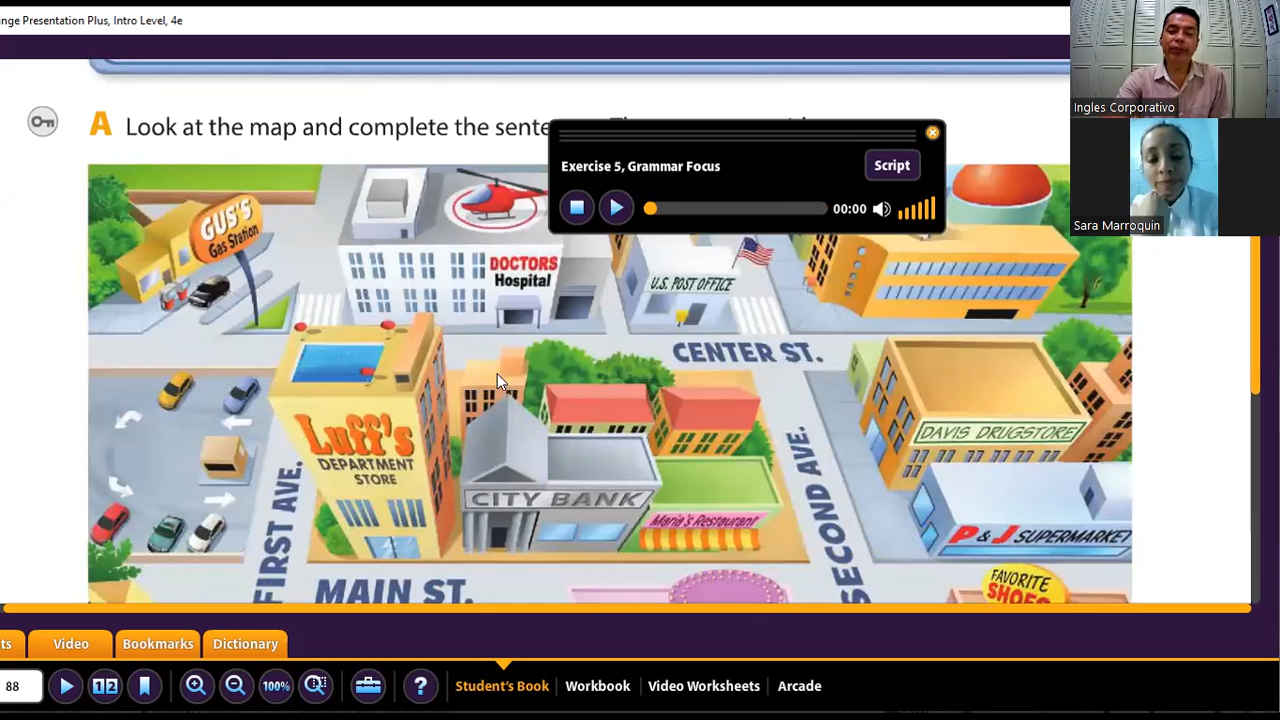 nge Presentation Plus, Intro Level, 4e
Ingles Corporativo
Sara Marroquin
A Look at the map and complete the sente
Exercise 5, Grammar Focus
Script
00:00
GUS'S
Gas Station
DOCTORS
Hospital
U.S. POST OFFICE
CENTER ST.
Luff's
DEPARTMENT
STORE
CITY BANK
Maria's Restaurant
DAVIS DRUGSTORE
P & J SUPERMARKET
FIRST AVE.
SECOND AVE.
MAIN ST.
FAVORITE
SHOES
ts
Video
Bookmarks
Dictionary
88
12
100%
?
Student's Book
Workbook
Video Worksheets
Arcade